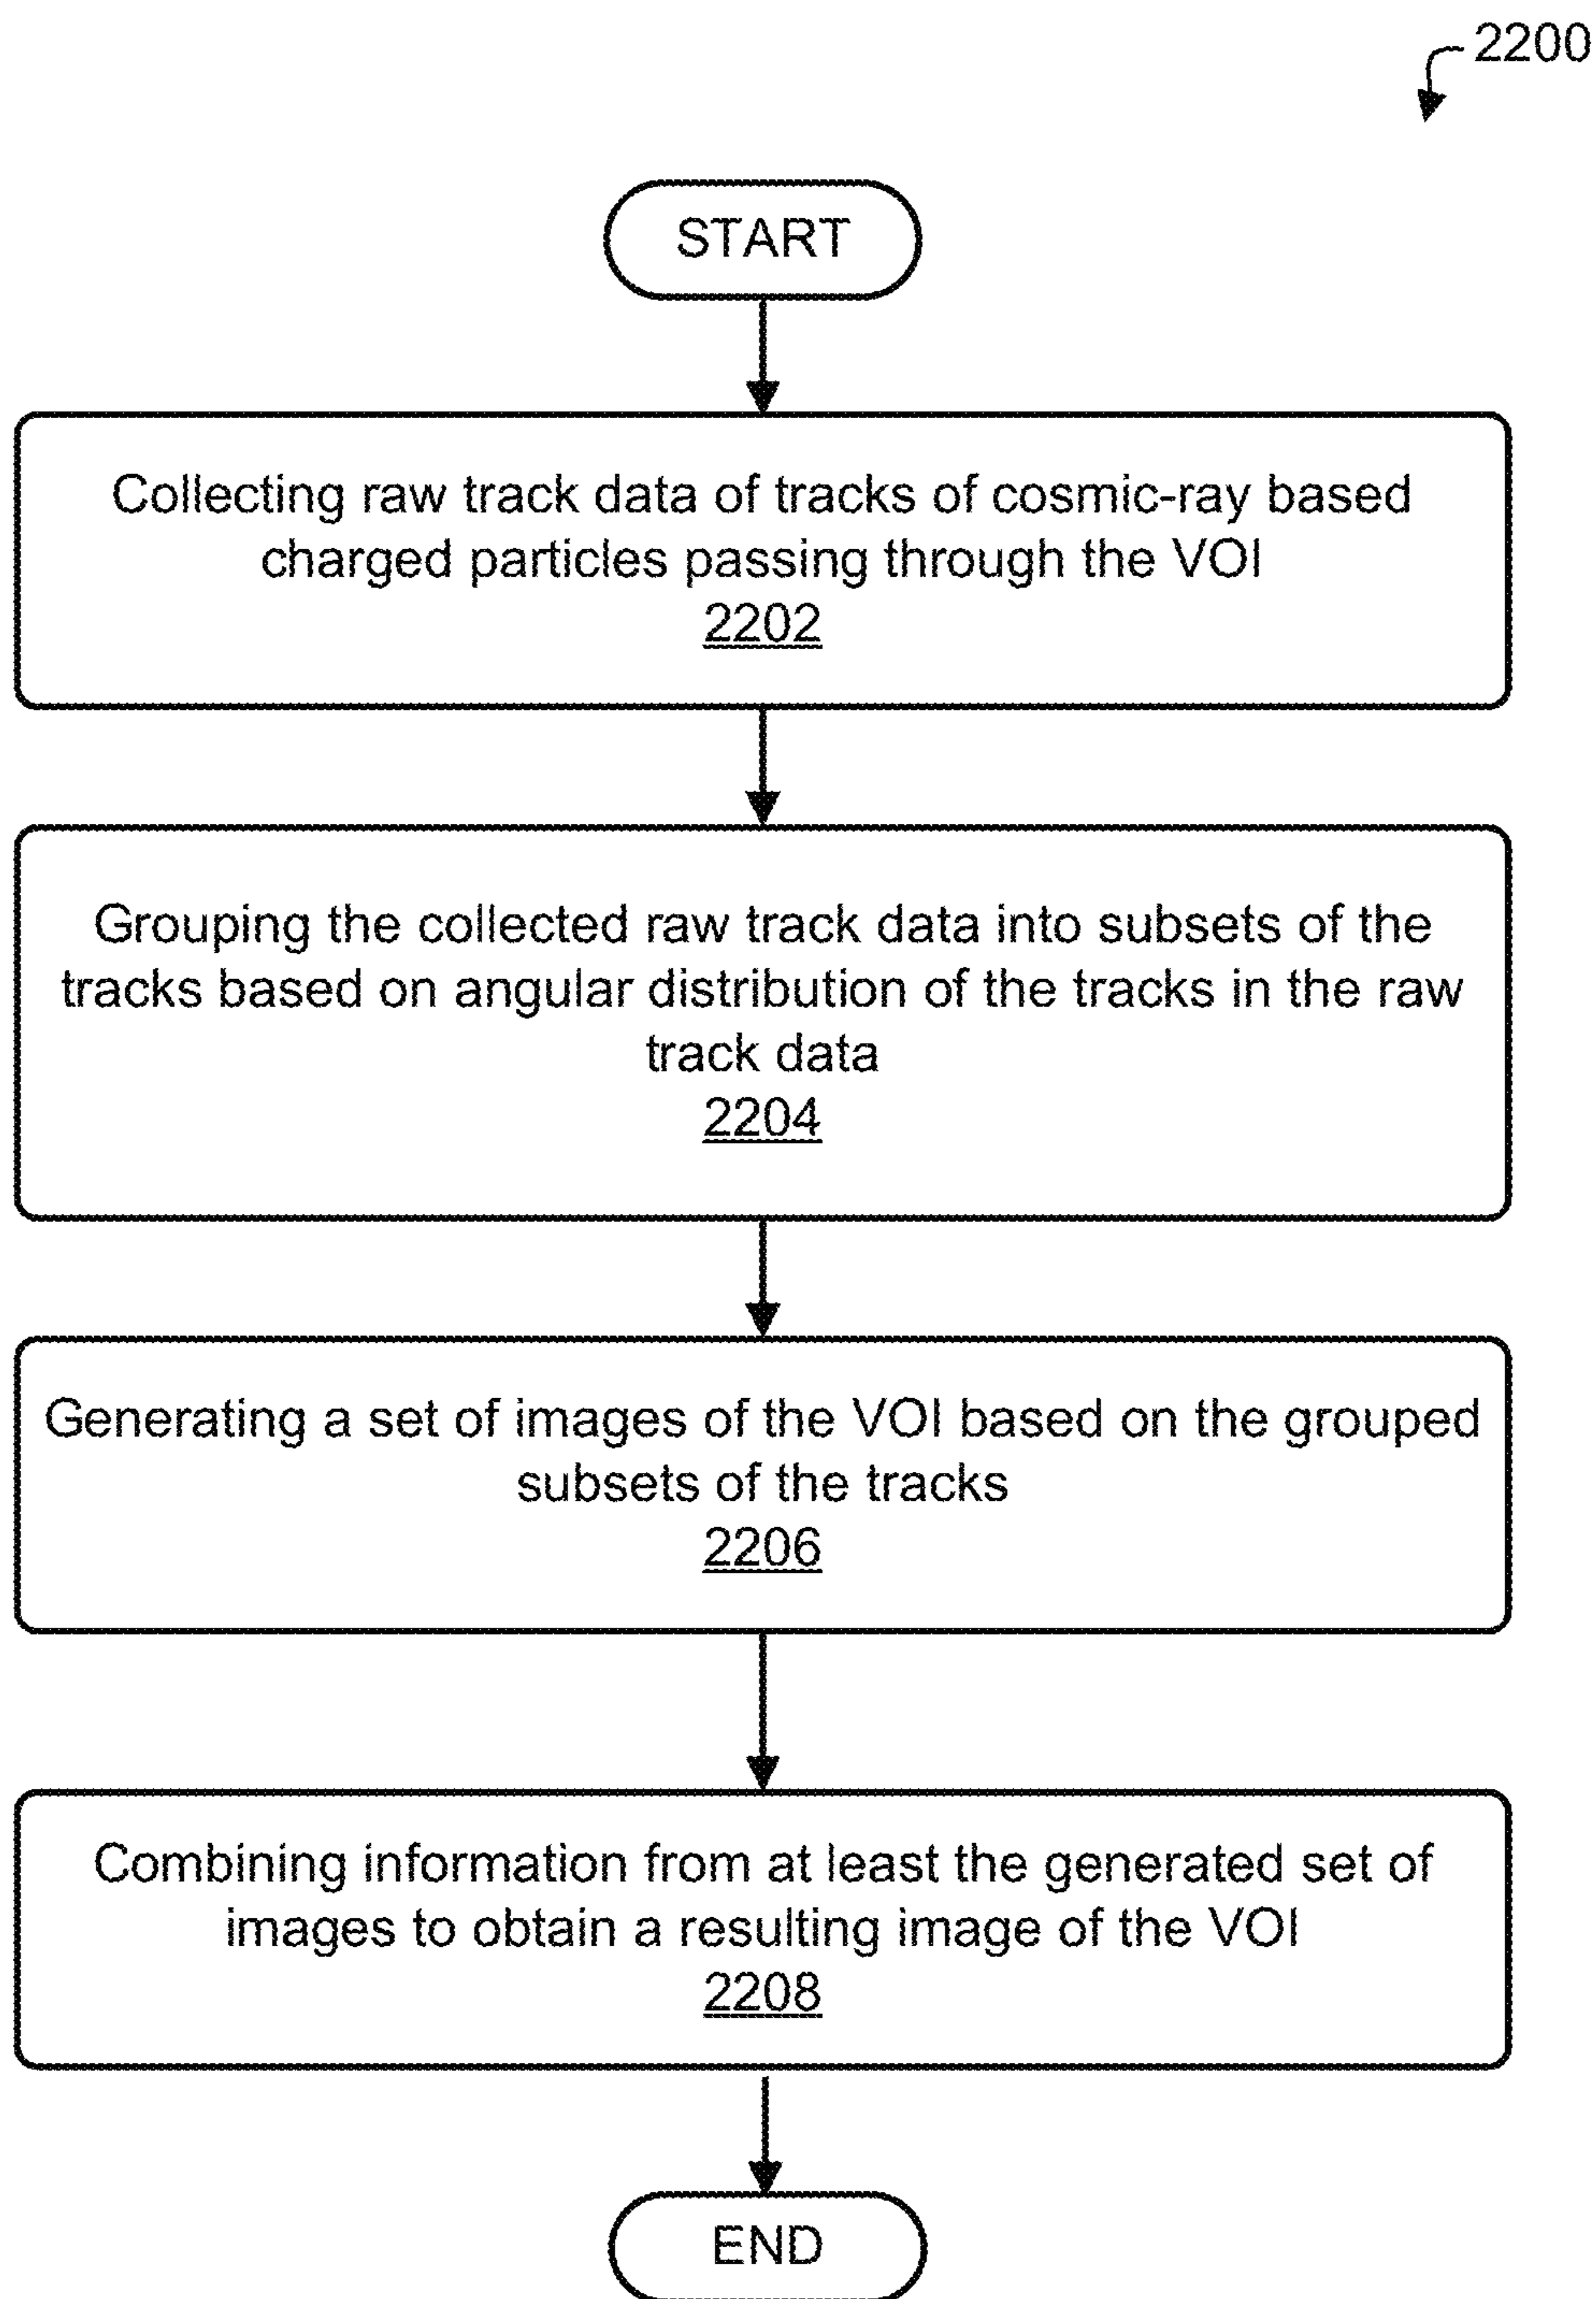 2200
START
Collecting raw track data of tracks of cosmic-ray based
charged particles passing through the VOI
2202
Grouping the collected raw track data into subsets of the
tracks based on angular distribution of the tracks in the raw
track data
2204
Generating a set of images of the VOI based on the grouped
subsets of the tracks
2206
Combining information from at least the generated set of
images to obtain a resulting image of the VOI
2208
END